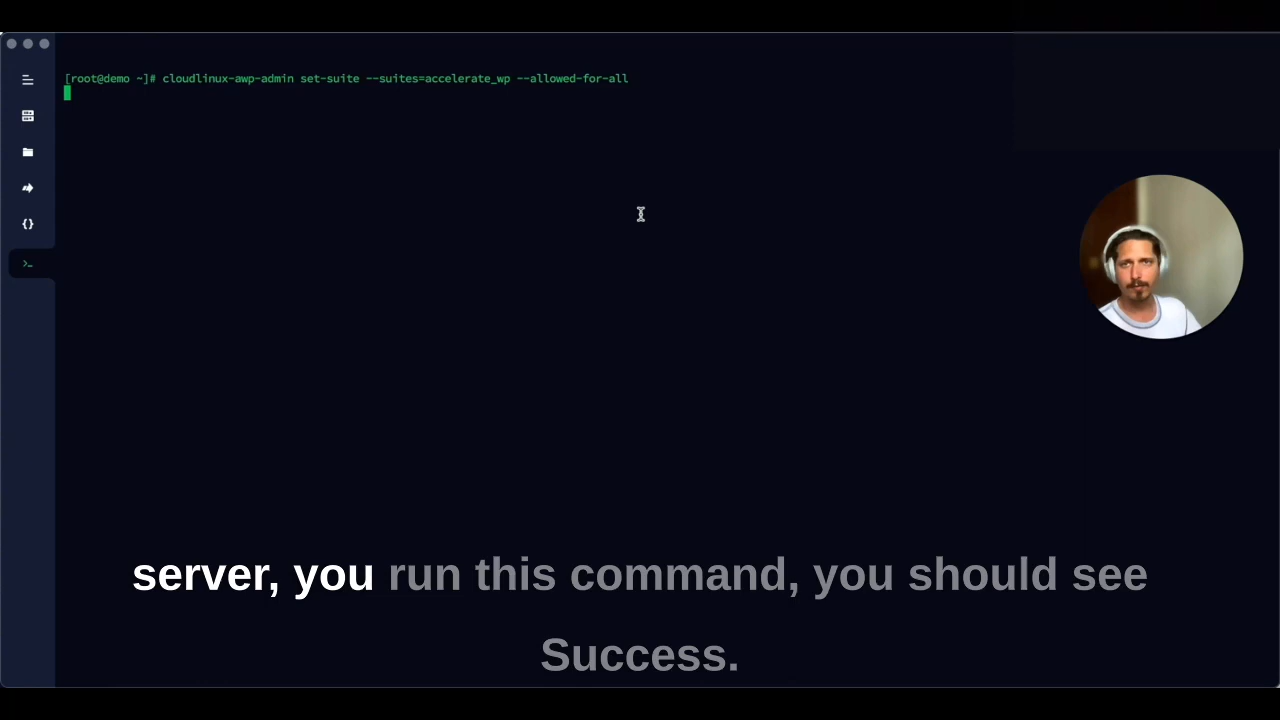 [root@demo ~]# cloudlinux-awp-admin set-suite --suites=accelerate_wp --allowed-for-all
server, you run this command, you should see
Success.